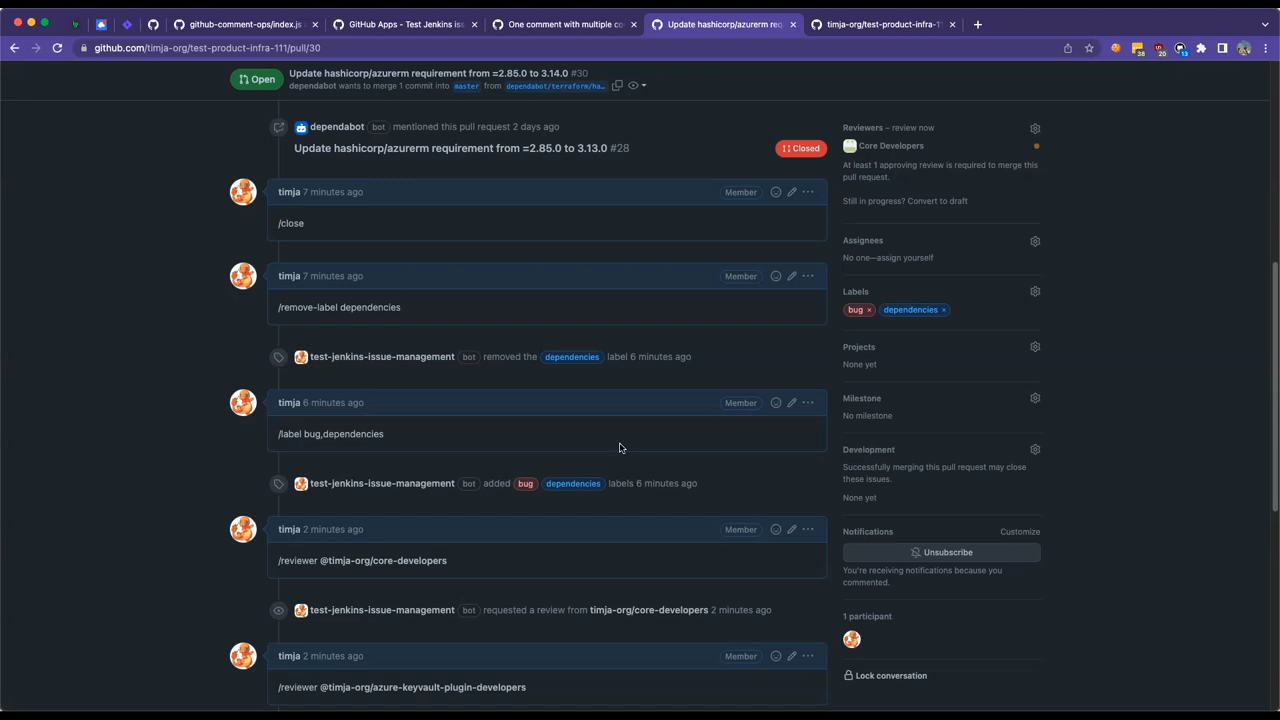 github-comment-ops/index.js
GitHub Apps - Test Jenkins iss
One comment with multiple co
Update hashicorp/azurerm req
timja-org/test-product-infra-11
github.com/timja-org/test-product-infra-111/pull/30
38
20
13
Open
Update hashicorp/azurerm requirement from =2.85.0 to 3.14.0 #30
dependabot wants to merge 1 commit into master from dependabot/terraform/ha…
dependabot bot mentioned this pull request 2 days ago
Update hashicorp/azurerm requirement from =2.85.0 to 3.13.0 #28
Closed
timja 7 minutes ago
Member
/close
timja 7 minutes ago
Member
/remove-label dependencies
test-jenkins-issue-management bot removed the dependencies label 6 minutes ago
timja 6 minutes ago
Member
/label bug,dependencies
test-jenkins-issue-management bot added bug dependencies labels 6 minutes ago
timja 2 minutes ago
Member
/reviewer @timja-org/core-developers
test-jenkins-issue-management bot requested a review from timja-org/core-developers 2 minutes ago
timja 2 minutes ago
Member
/reviewer @timja-org/azure-keyvault-plugin-developers
Reviewers – review now
Core Developers
At least 1 approving review is required to merge this
pull request.
Still in progress? Convert to draft
Assignees
No one—assign yourself
Labels
bug × dependencies ×
Projects
None yet
Milestone
No milestone
Development
Successfully merging this pull request may close
these issues.
None yet
Notifications
Customize
Unsubscribe
You're receiving notifications because you
commented.
1 participant
Lock conversation